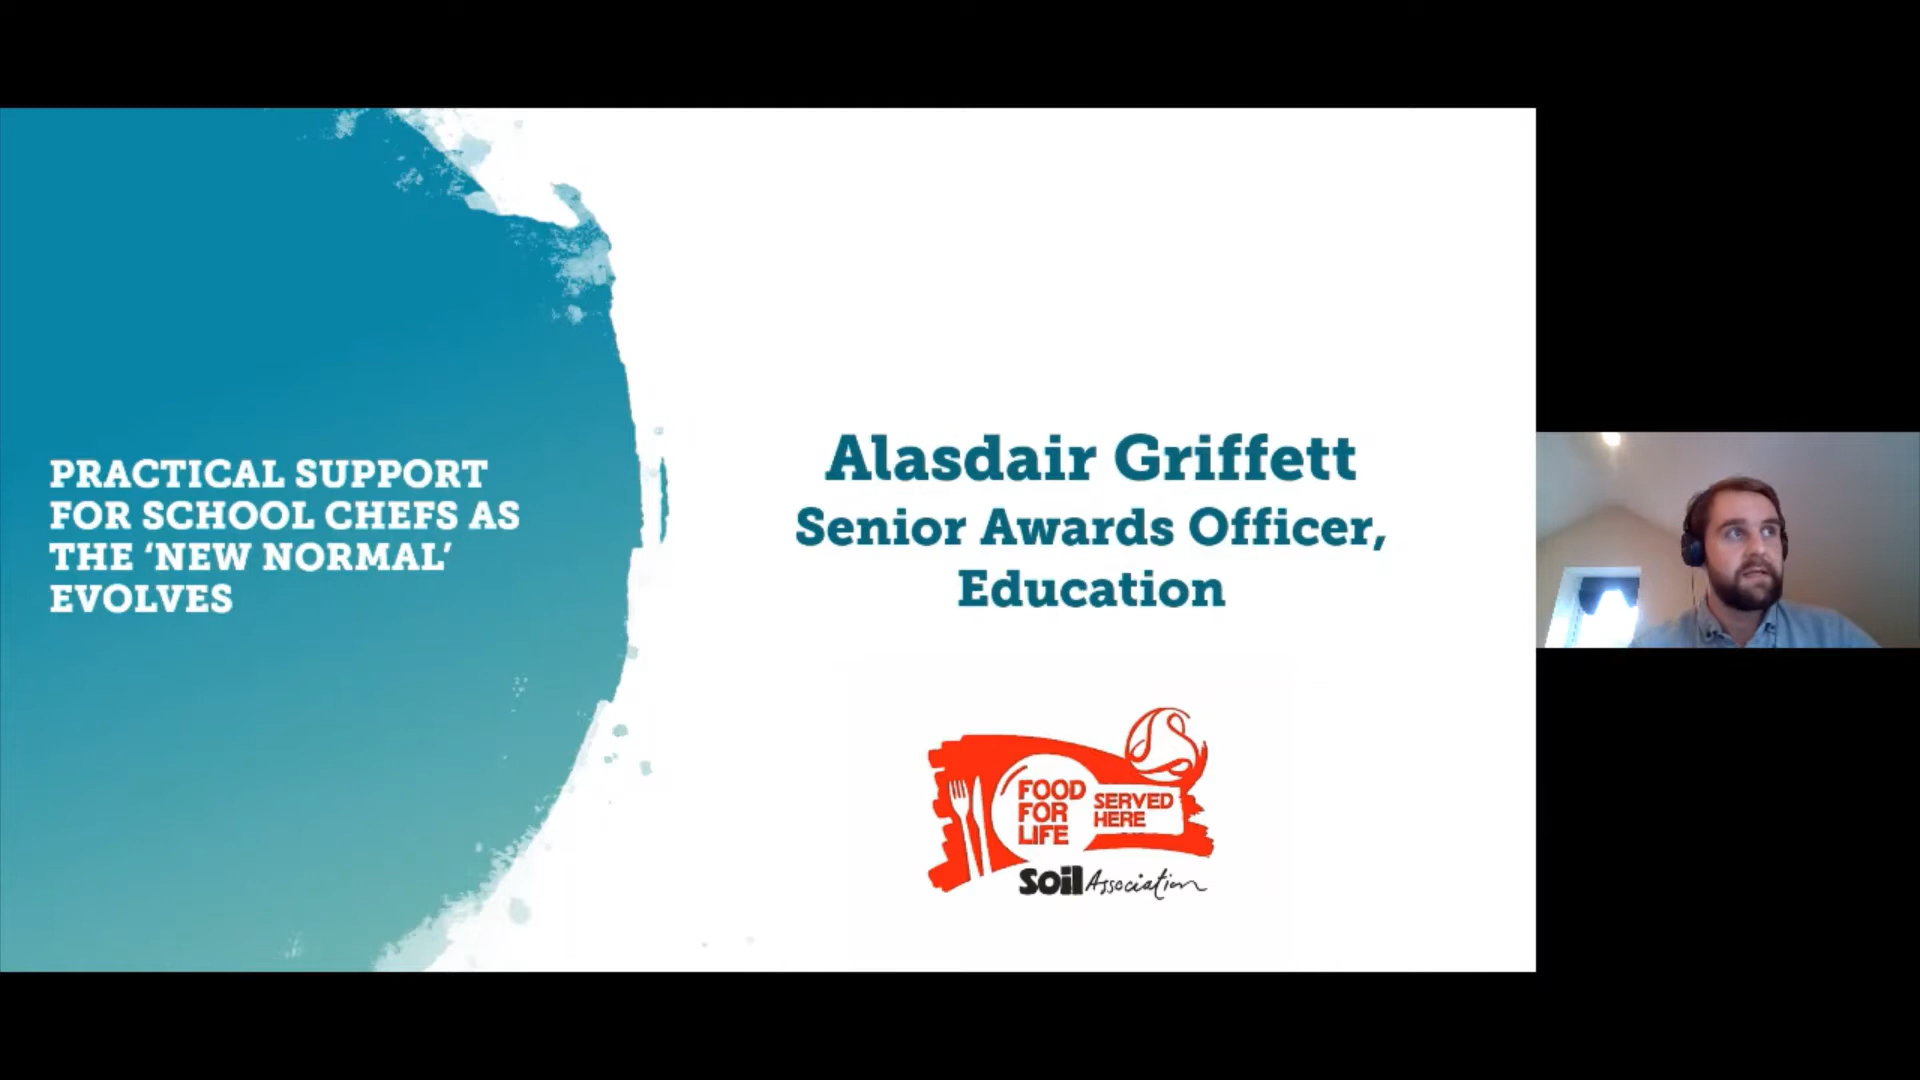 PRACTICAL SUPPORT
FOR SCHOOL CHEFS AS
THE ‘NEW NORMAL’
EVOLVES
Alasdair Griffett
Senior Awards Officer,
Education
FOOD
FOR
LIFE
SERVED
HERE
Soil Association